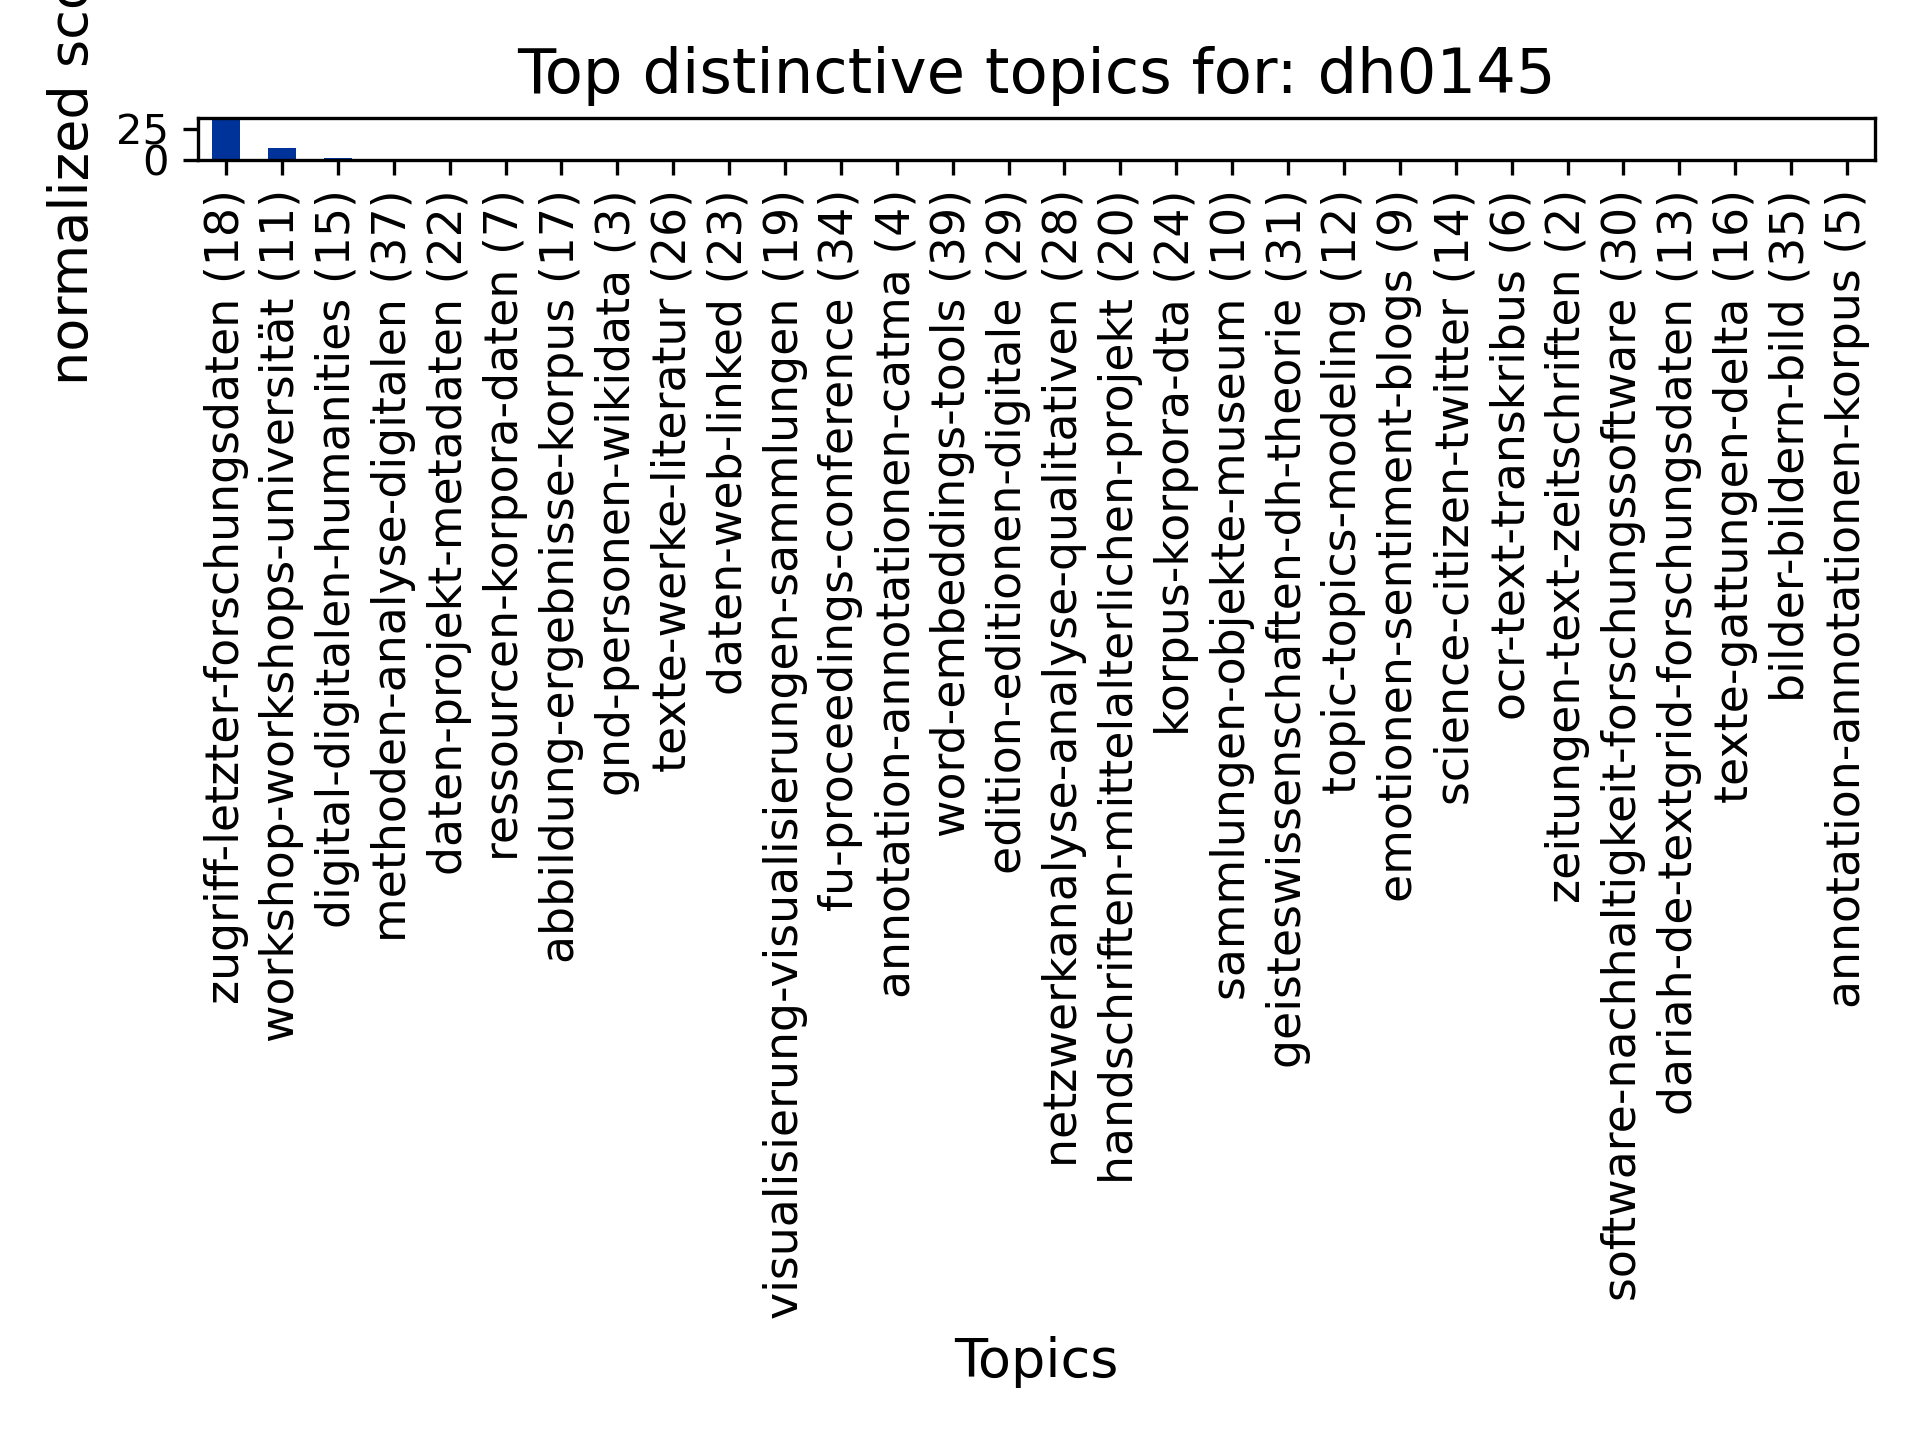 Top distinctive topics for: dh0145
normalized
25
0
zugriff-letzter-forschungsdaten (18)
workshop-workshops-universität (11)
digital-digitalen-humanities (15)
methoden-analyse-digitalen (37)
daten-projekt-metadaten (22)
ressourcen-korpora-daten (7)
abbildung-ergebnisse-korpus (17)
gnd-personen-wikidata (3)
texte-werke-literatur (26)
daten-web-linked (23)
visualisierung-visualisierungen-sammlungen (19)
fu-proceedings-conference (34)
annotation-annotationen-catma (4)
word-embeddings-tools (39)
edition-editionen-digitale (29)
netzwerkanalyse-analyse-qualitativen (28)
handschriften-mittelalterlichen-projekt (20)
korpus-korpora-dta (24)
sammlungen-objekte-museum (10)
geisteswissenschaften-dh-theorie (31)
topic-topics-modeling (12)
emotionen-sentiment-blogs (9)
science-citizen-twitter (14)
ocr-text-transkribus (6)
zeitungen-text-zeitschriften (2)
software-nachhaltigkeit-forschungssoftware (30)
dariah-de-textgrid-forschungsdaten (13)
texte-gattungen-delta (16)
bilder-bildern-bild (35)
annotation-annotationen-korpus (5)
Topics